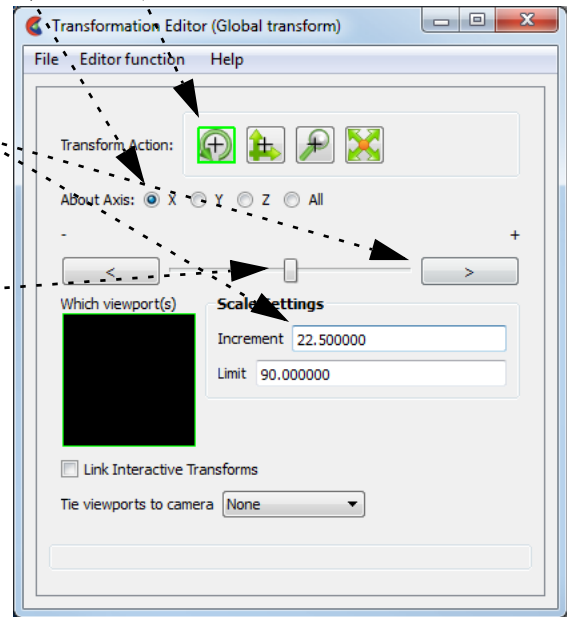 Transformation Editor (Global transform)
File Editor function Help
Transform Action:
About Axis: X Y Z All
- +
< >
Which viewport(s) Scale Settings
Increment 22.500000
Limit 90.000000
Link Interactive Transforms
Tie viewports to camera None